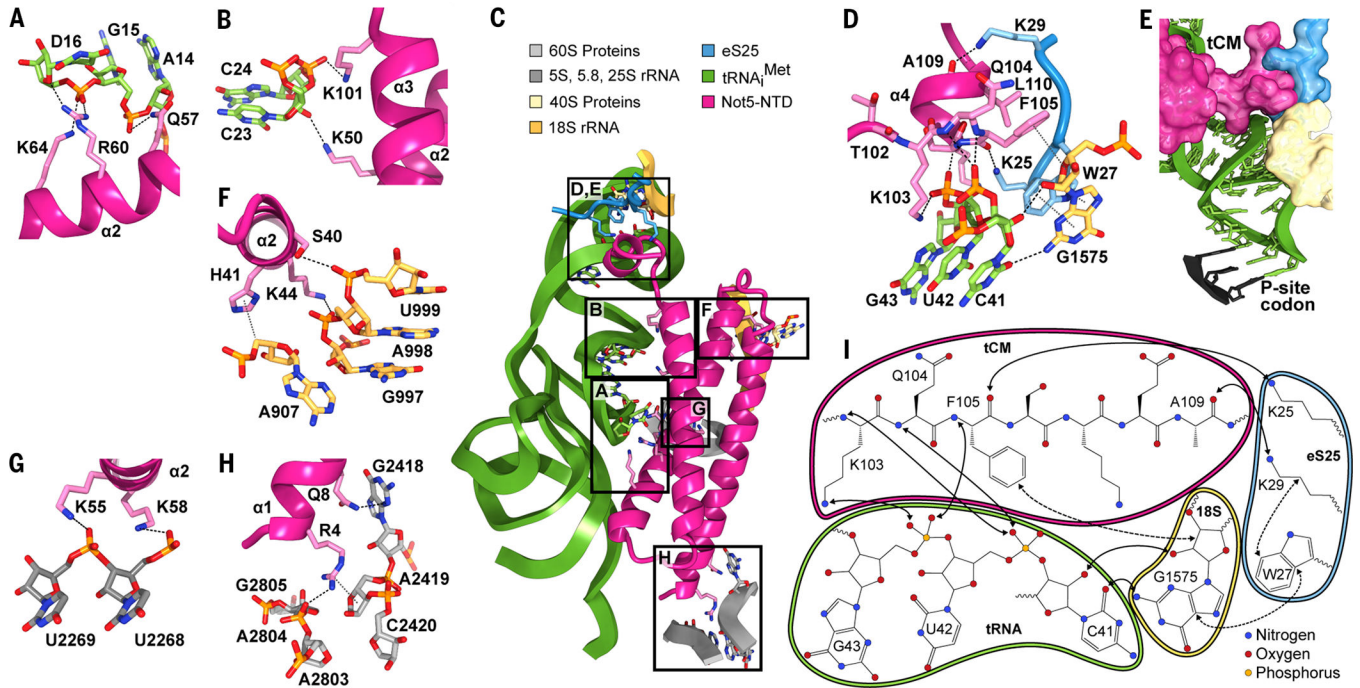 A
D16
G15
A14
Q57
K64
R60
α2
B
C24
C23
K101
α3
K50
α2
C
60S Proteins
5S, 5.8, 25S rRNA
40S Proteins
18S rRNA
eS25
tRNAiMet
Not5-NTD
D,E
B
F
A
G
H
D
K29
A109
Q104
L110
α4
F105
T102
K25
W27
K103
G1575
G43
U42
C41
E
tCM
P-site
codon
F
α2
S40
H41
K44
U999
A998
G997
A907
G
α2
K55
K58
U2269
U2268
H
G2418
Q8
α1
R4
G2805
A2419
A2804
C2420
A2803
I
tCM
Q104
F105
A109
K103
K25
eS25
K29
W27
18S
G1575
G43
U42
tRNA
C41
Nitrogen
Oxygen
Phosphorus